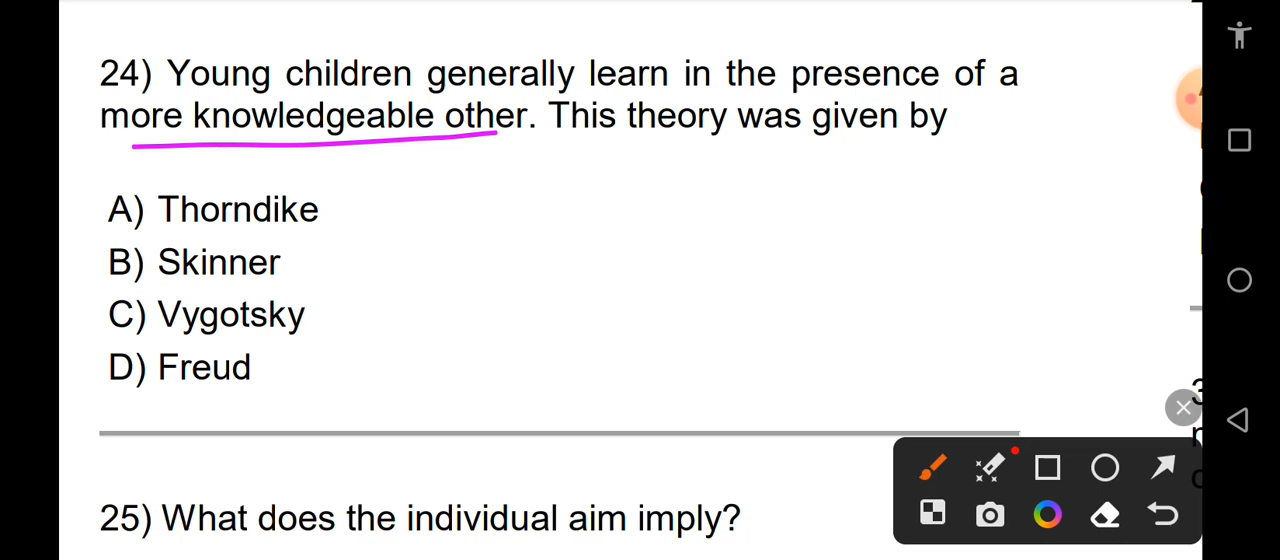 24) Young children generally learn in the presence of a
more knowledgeable other. This theory was given by
A) Thorndike
B) Skinner
C) Vygotsky
D) Freud
25) What does the individual aim imply?